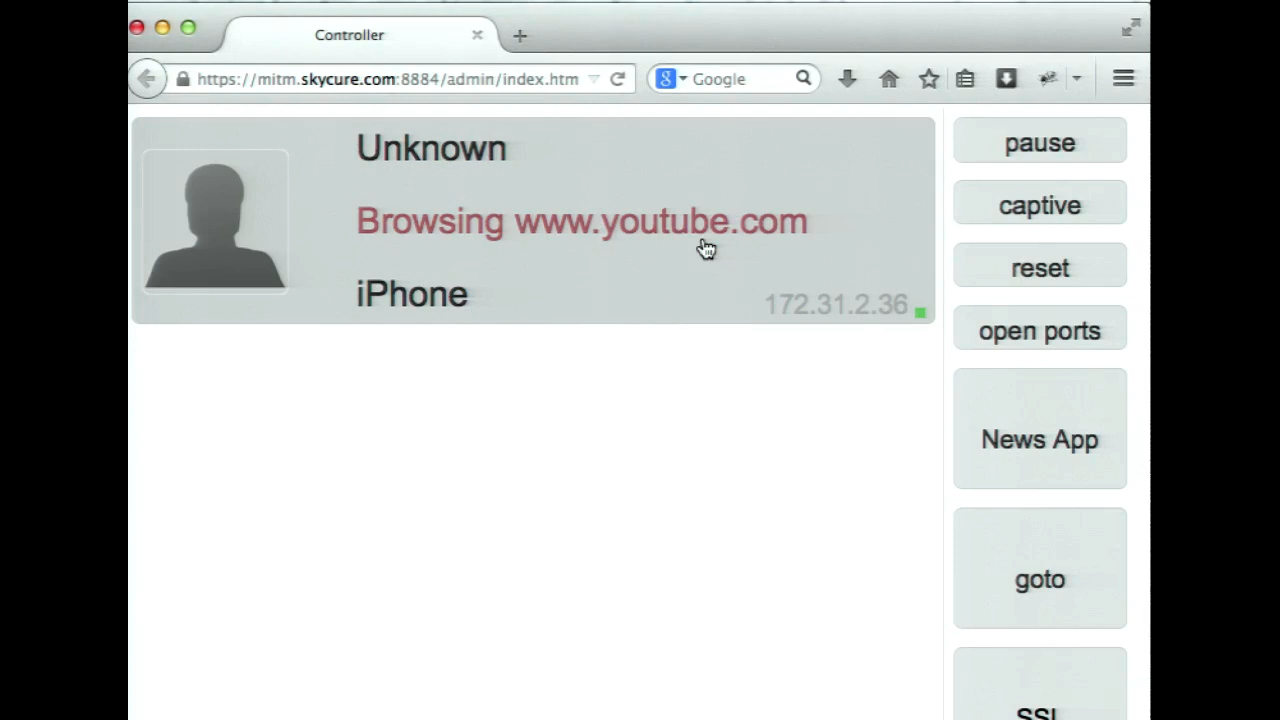 Controller
https://mitm.skycure.com:8884/admin/index.htm
Google
Unknown
Browsing www.youtube.com
iPhone
172.31.2.36
pause
captive
reset
open ports
News App
goto
SSL